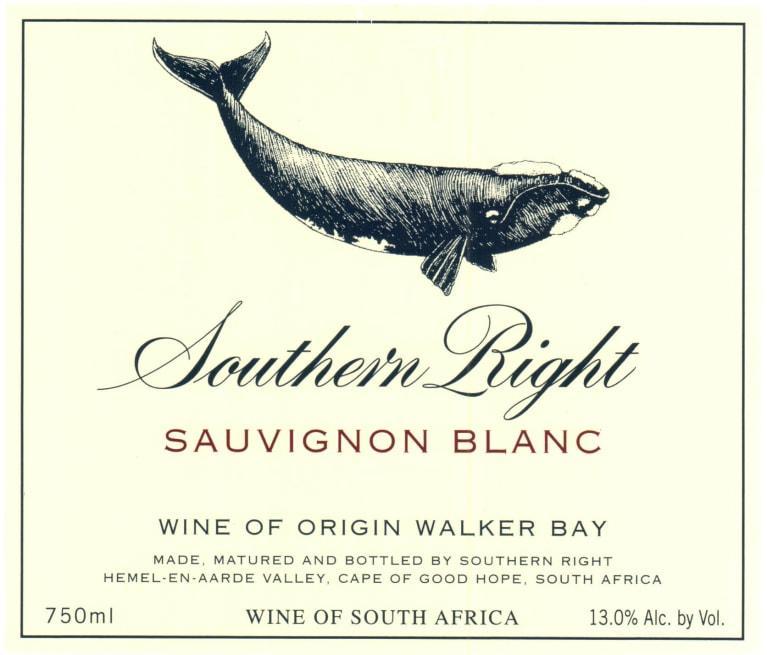 Southern Right
SAUVIGNON BLANC
WINE OF ORIGIN WALKER BAY
MADE, MATURED AND BOTTLED BY SOUTHERN RIGHT
HEMEL-EN-AARDE VALLEY, CAPE OF GOOD HOPE, SOUTH AFRICA
750ml WINE OF SOUTH AFRICA 13.0% Alc. by Vol.